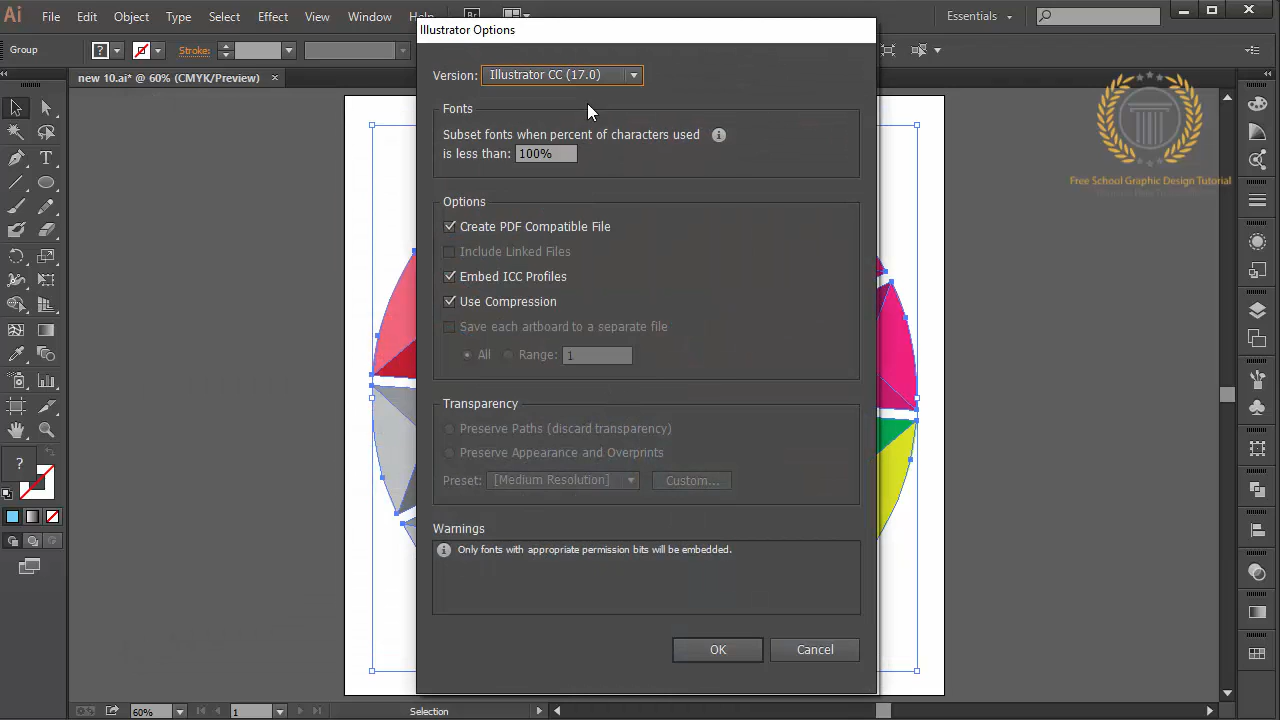 Ai File Edit Object Type Select Effect View Window Help Br Essentials
Group Stroke:
new 10.ai* @ 60% (CMYK/Preview) ×
Illustrator Options
Version: Illustrator CC (17.0)
Fonts
Subset fonts when percent of characters used
is less than: 100%
Options
Create PDF Compatible File
Include Linked Files
Embed ICC Profiles
Use Compression
Save each artboard to a separate file
All Range: 1
Transparency
Preserve Paths (discard transparency)
Preserve Appearance and Overprints
Preset: [Medium Resolution] Custom...
Warnings
Only fonts with appropriate permission bits will be embedded.
OK Cancel
Free School Graphic Design Tutorial
60% 1 Selection